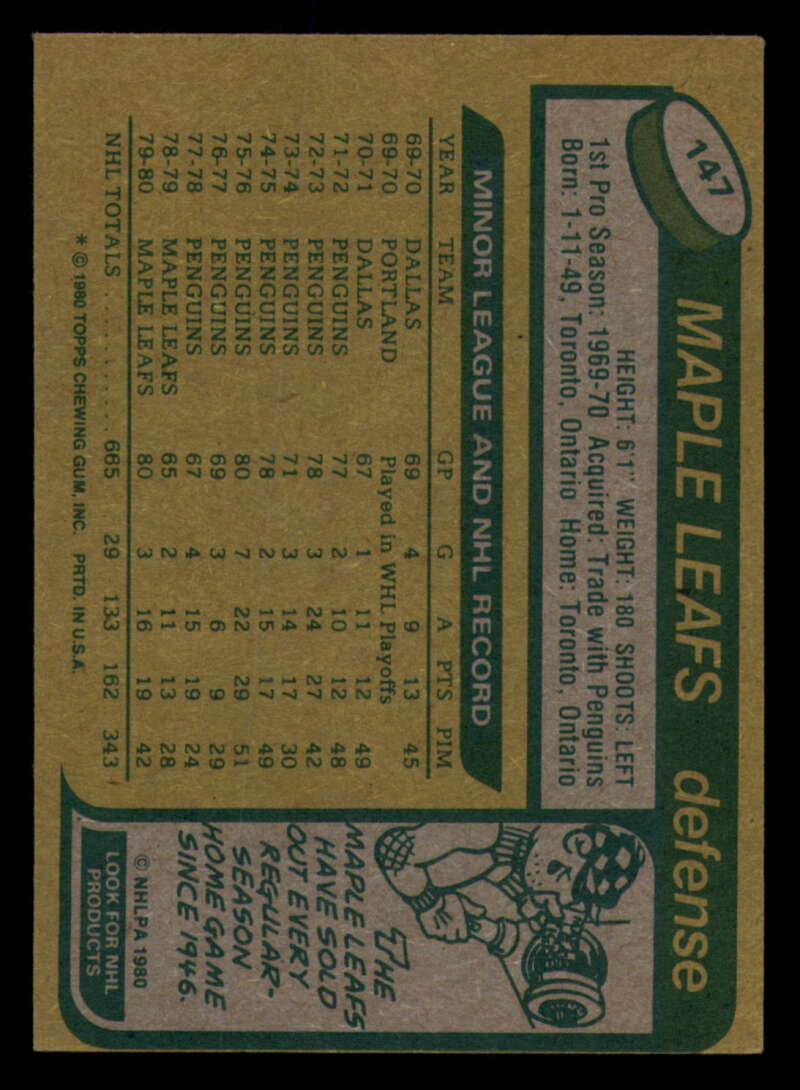 147
MAPLE LEAFS defense
HEIGHT: 6'1" WEIGHT: 180 SHOOTS: LEFT
1st Pro Season: 1969-70 Acquired: Trade with Penguins
Born: 1-11-49, Toronto, Ontario Home: Toronto, Ontario
MINOR LEAGUE AND NHL RECORD
YEAR TEAM GP G A PTS PIM
69-70 DALLAS 69 4 9 13 45
69-70 PORTLAND Played in WHL Playoffs
70-71 DALLAS 67 1 11 12 49
71-72 PENGUINS 77 2 10 12 48
72-73 PENGUINS 78 3 24 27 42
73-74 PENGUINS 71 3 14 17 30
74-75 PENGUINS 78 2 15 17 49
75-76 PENGUINS 80 7 22 29 51
76-77 PENGUINS 69 3 6 9 29
77-78 PENGUINS 67 4 15 19 24
78-79 MAPLE LEAFS 65 2 11 13 28
79-80 MAPLE LEAFS 80 3 16 19 42
NHL TOTALS ........... 665 29 133 162 343
* © 1980 TOPPS CHEWING GUM, INC. PRTD. IN U.S.A.
THE
MAPLE LEAFS
HAVE SOLD
OUT EVERY
REGULAR-
SEASON
HOME GAME
SINCE 1946.
© NHLPA 1980
LOOK FOR NHL
PRODUCTS